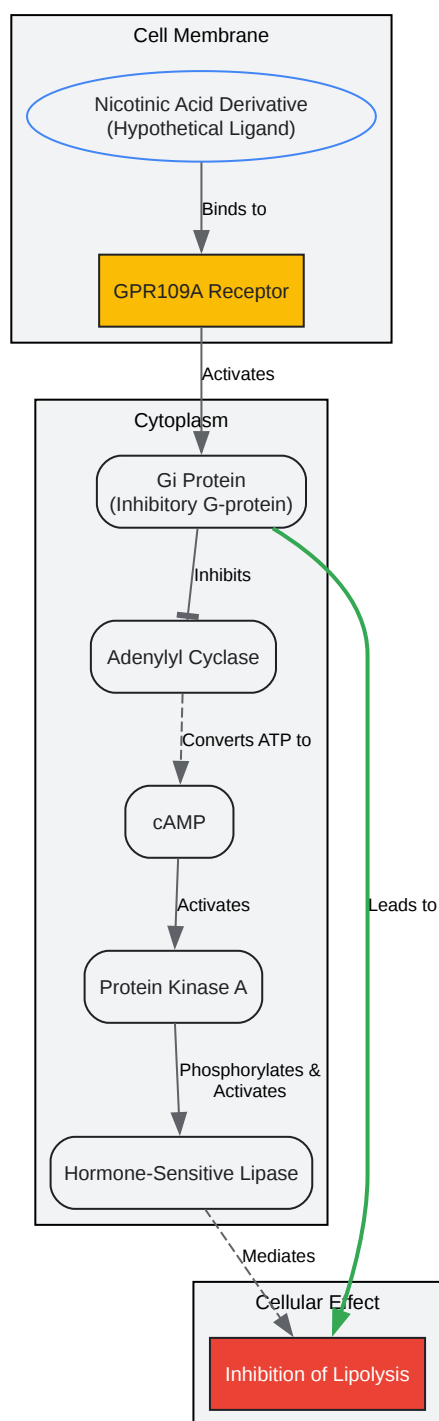 Cell Membrane
Nicotinic Acid Derivative
(Hypothetical Ligand)
Binds to
GPR109A Receptor
Activates
Cytoplasm
Gi Protein
(Inhibitory G-protein)
Inhibits
Adenylyl Cyclase
Converts ATP to
cAMP
Activates
Leads to
Protein Kinase A
Phosphorylates &
Activates
Hormone-Sensitive Lipase
Mediates
Cellular Effect
Inhibition of Lipolysis